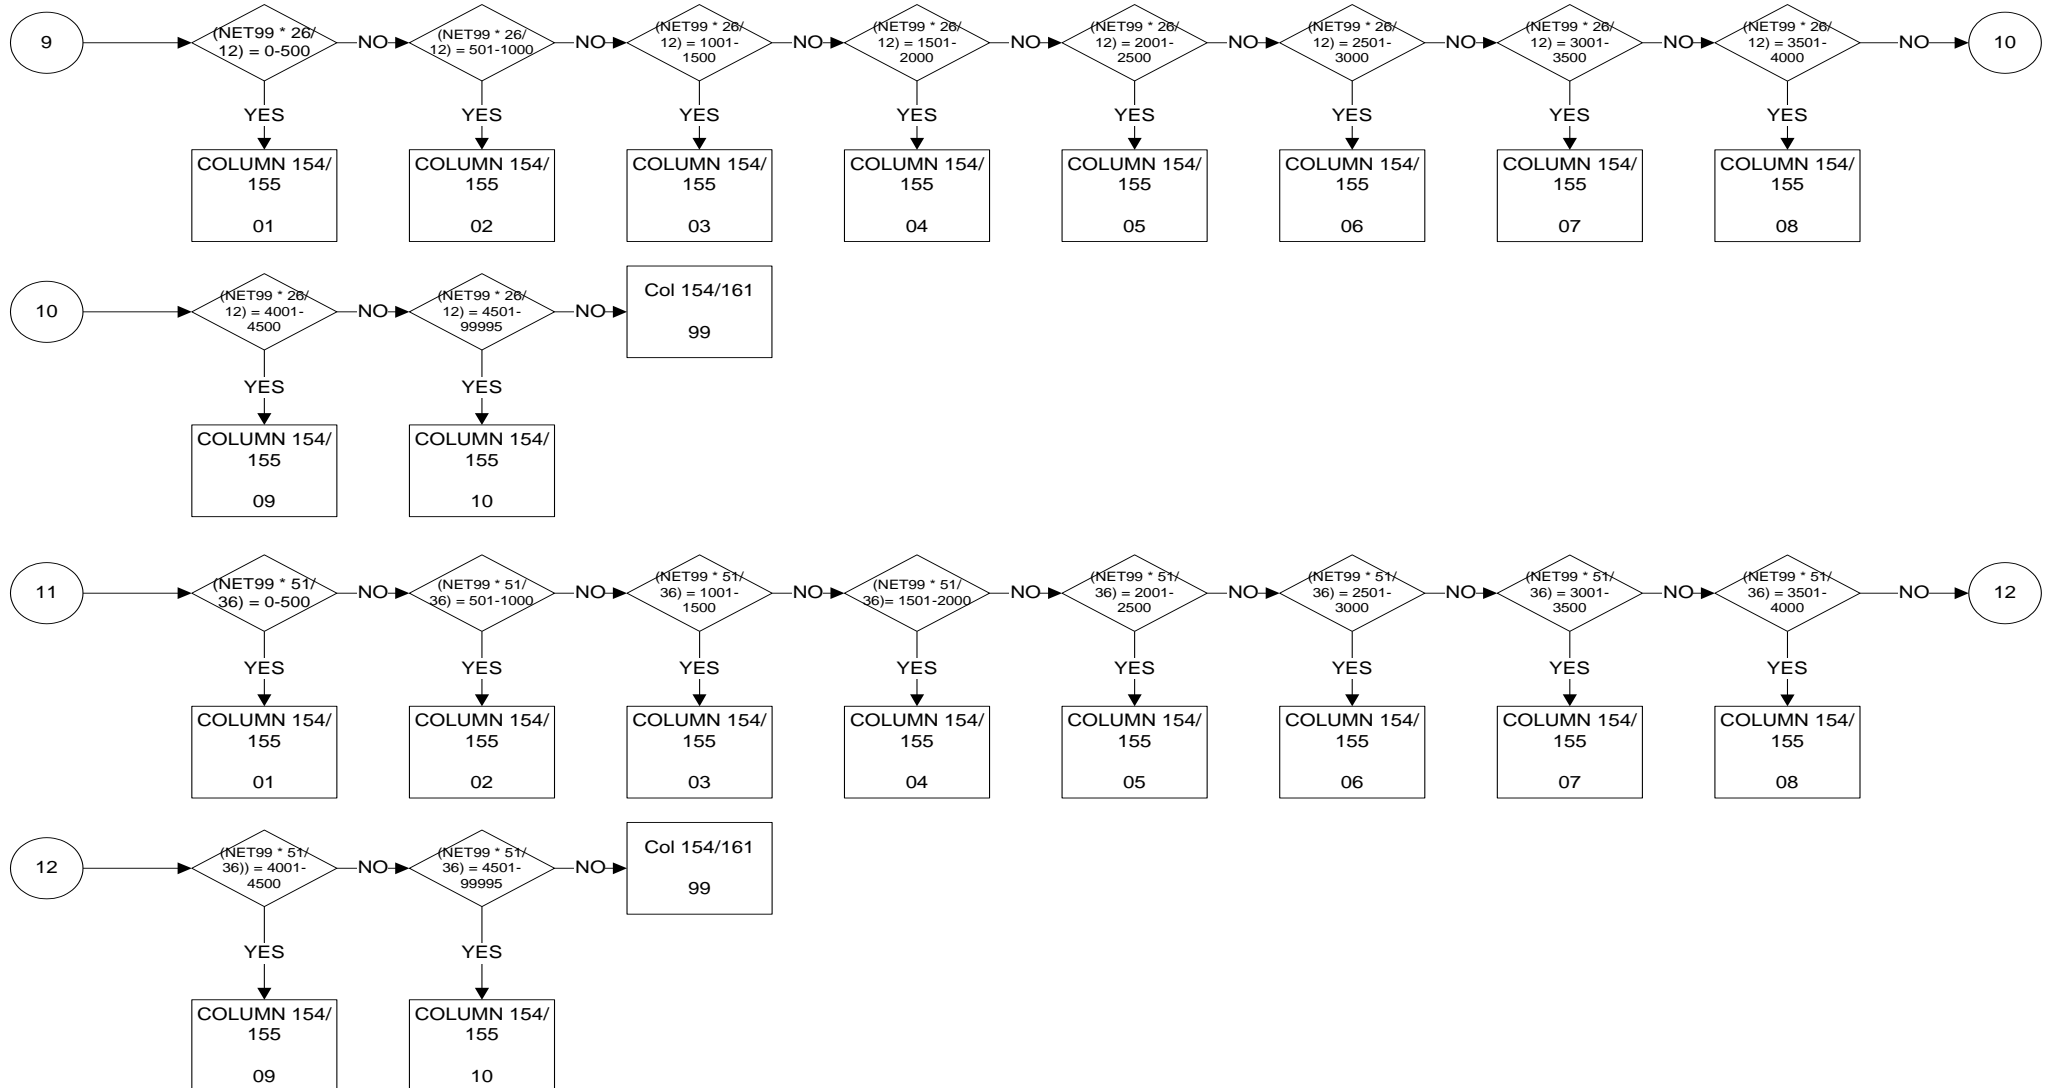 9
(NET99 * 26/
12) = 0-500
NO
(NET99 * 26/
12) = 501-1000
NO
(NET99 * 26/
12) = 1001-
1500
NO
(NET99 * 26/
12) = 1501-
2000
NO
(NET99 * 26/
12) = 2001-
2500
NO
(NET99 * 26/
12) = 2501-
3000
NO
(NET99 * 26/
12) = 3001-
3500
NO
(NET99 * 26/
12) = 3501-
4000
NO
10
YES
YES
YES
YES
YES
YES
YES
YES
COLUMN 154/
155
01
COLUMN 154/
155
02
COLUMN 154/
155
03
COLUMN 154/
155
04
COLUMN 154/
155
05
COLUMN 154/
155
06
COLUMN 154/
155
07
COLUMN 154/
155
08
10
(NET99 * 26/
12) = 4001-
4500
NO
(NET99 * 26/
12) = 4501-
99995
NO
Col 154/161
99
YES
YES
COLUMN 154/
155
09
COLUMN 154/
155
10
11
(NET99 * 51/
36) = 0-500
NO
(NET99 * 51/
36) = 501-1000
NO
(NET99 * 51/
36) = 1001-
1500
NO
(NET99 * 51/
36)= 1501-2000
NO
(NET99 * 51/
36) = 2001-
2500
NO
(NET99 * 51/
36) = 2501-
3000
NO
(NET99 * 51/
36) = 3001-
3500
NO
(NET99 * 51/
36) = 3501-
4000
NO
12
YES
YES
YES
YES
YES
YES
YES
YES
COLUMN 154/
155
01
COLUMN 154/
155
02
COLUMN 154/
155
03
COLUMN 154/
155
04
COLUMN 154/
155
05
COLUMN 154/
155
06
COLUMN 154/
155
07
COLUMN 154/
155
08
12
(NET99 * 51/
36)) = 4001-
4500
NO
(NET99 * 51/
36) = 4501-
99995
NO
Col 154/161
99
YES
YES
COLUMN 154/
155
09
COLUMN 154/
155
10